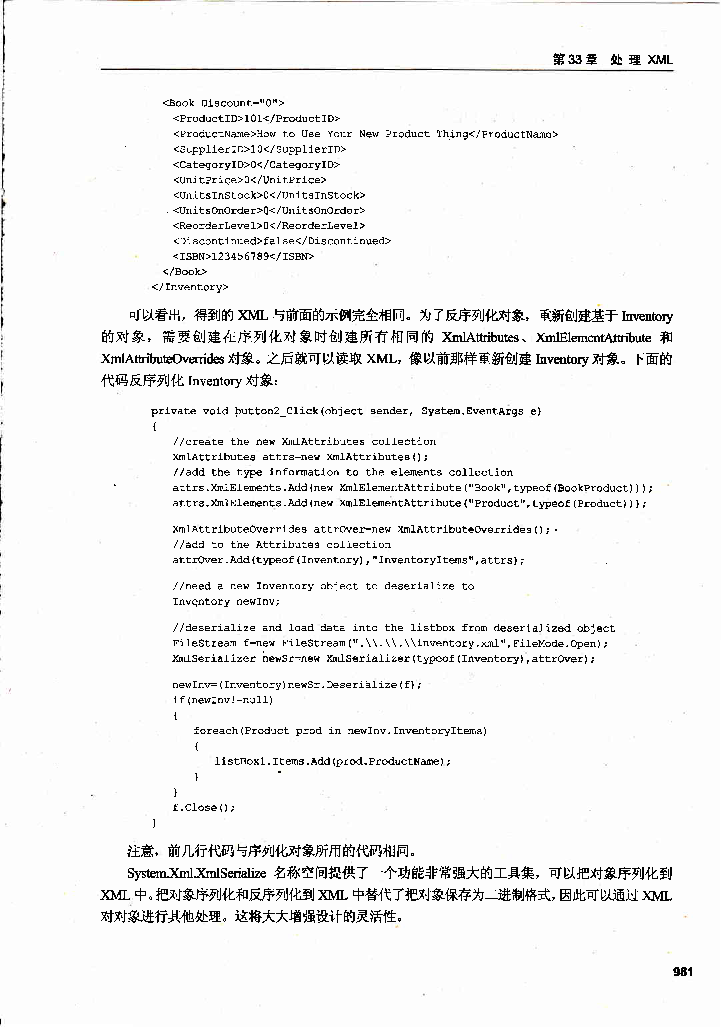 第33章 处 理 XML
<Book Discount="0">
<ProductID>101</ProductID>
<ProductName>How to Use Your New Product Thing</ProductName>
<SupplierID>10</SupplierID>
<CategoryID>0</CategoryID>
<UnitPrice>0</UnitPrice>
<UnitsInStock>0</UnitsInStock>
<UnitsOnOrder>0</UnitsOnOrder>
<ReorderLevel>0</ReorderLevel>
<Discontinued>false</Discontinued>
<ISBN>123456789</ISBN>
</Book>
</Inventory>
可以看出，得到的 XML 与前面的示例完全相同。为了反序列化对象，重新创建基于 Inventory
的对象，需要创建在序列化对象时创建所有相同的 XmlAttributes、XmlElementAttribute 和
XmlAttributeOverrides 对象。之后就可以读取 XML，像以前那样重新创建 Inventory 对象。下面的
代码反序列化 Inventory 对象：
private void button2_Click(object sender, System.EventArgs e)
{
//create the new XmlAttributes collection
XmlAttributes attrs=new XmlAttributes();
//add the type information to the elements collection
attrs.XmlElements.Add(new XmlElementAttribute("Book",typeof(BookProduct)));
attrs.XmlElements.Add(new XmlElementAttribute("Product",typeof(Product)));
XmlAttributeOverrides attrOver=new XmlAttributeOverrides();
//add to the Attributes collection
attrOver.Add(typeof(Inventory),"InventoryItems",attrs);
//need a new Inventory object to deserialize to
Inventory newInv;
//deserialize and load data into the listbox from deserialized object
FileStream f=new FileStream(".\\.\\.\\inventory.xml",FileMode.Open);
XmlSerializer newSr=new XmlSerializer(typeof(Inventory),attrOver);
newInv=(Inventory)newSr.Deserialize(f);
if(newInv!=null)
{
foreach(Product prod in newInv.InventoryItems)
{
listBox1.Items.Add(prod.ProductName);
}
}
f.Close();
}
注意，前几行代码与序列化对象所用的代码相同。
System.Xml.XmlSerialize 名称空间提供了一个功能非常强大的工具集，可以把对象序列化到
XML 中。把对象序列化和反序列化到 XML 中替代了把对象保存为二进制格式，因此可以通过 XML
对对象进行其他处理。这将大大增强设计的灵活性。
981